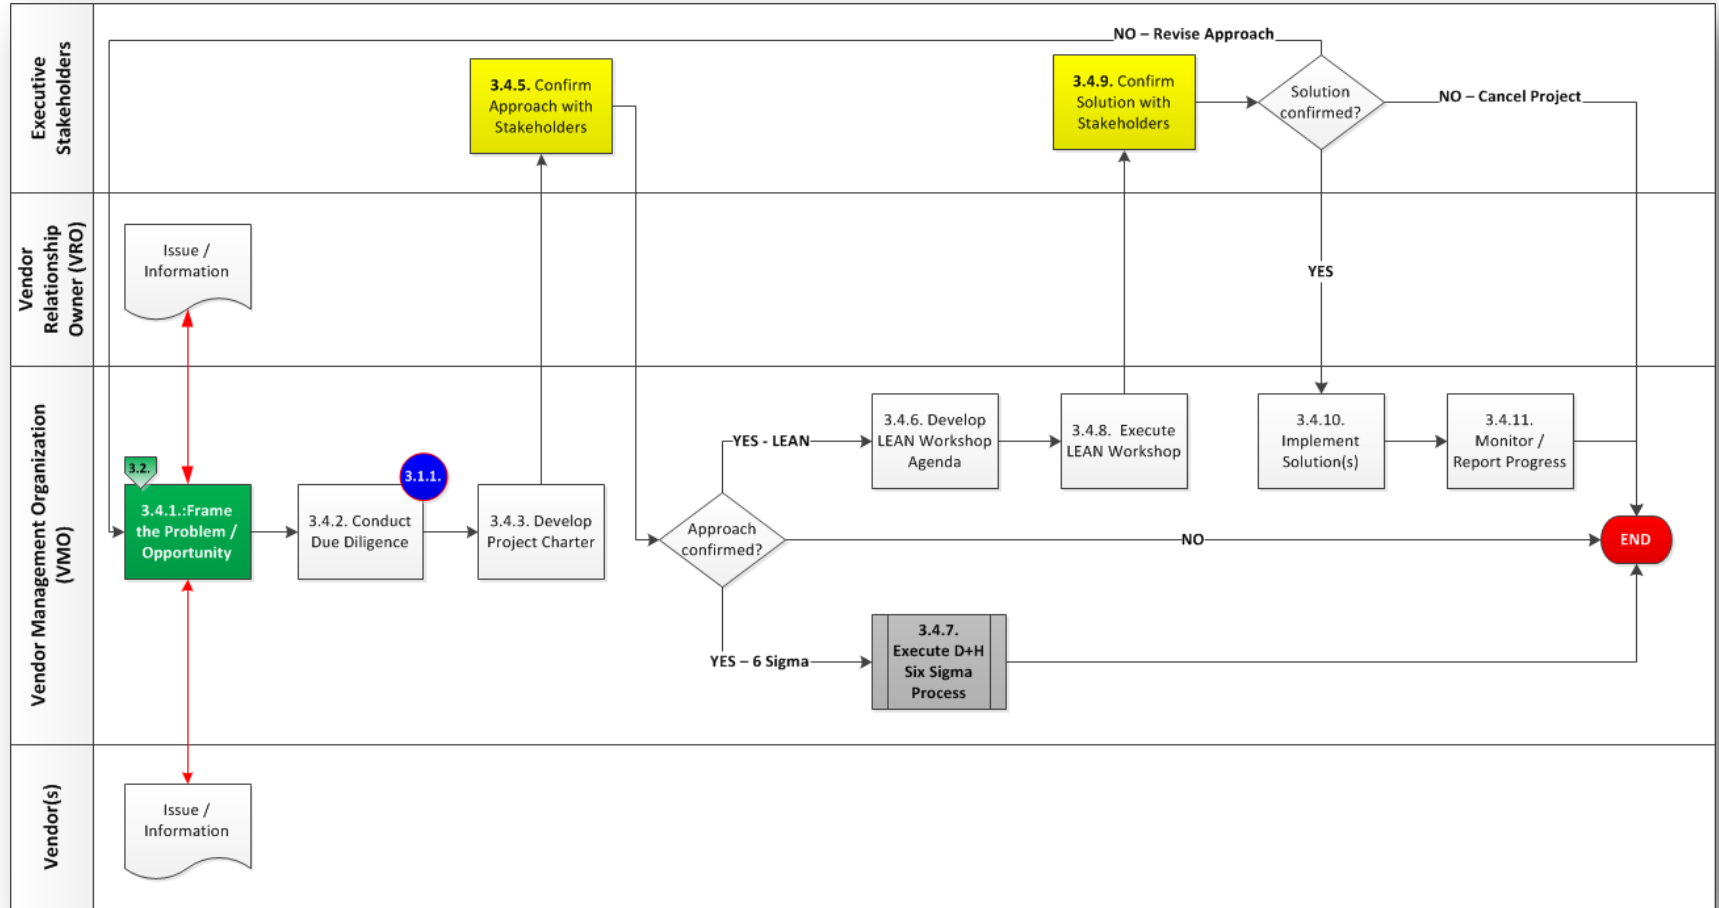 Executive
Stakeholders
NO – Revise Approach
3.4.5. Confirm
Approach with
Stakeholders
3.4.9. Confirm
Solution with
Stakeholders
Solution
confirmed?
NO – Cancel Project
Vendor
Relationship
Owner (VRO)
Issue /
Information
YES
Vendor Management Organization
(VMO)
3.2.
3.4.1.:Frame
the Problem /
Opportunity
3.4.2. Conduct
Due Diligence
3.1.1.
3.4.3. Develop
Project Charter
Approach
confirmed?
YES - LEAN
3.4.6. Develop
LEAN Workshop
Agenda
3.4.8. Execute
LEAN Workshop
3.4.10.
Implement
Solution(s)
3.4.11.
Monitor /
Report Progress
NO
END
YES – 6 Sigma
3.4.7.
Execute D+H
Six Sigma
Process
Vendor(s)
Issue /
Information